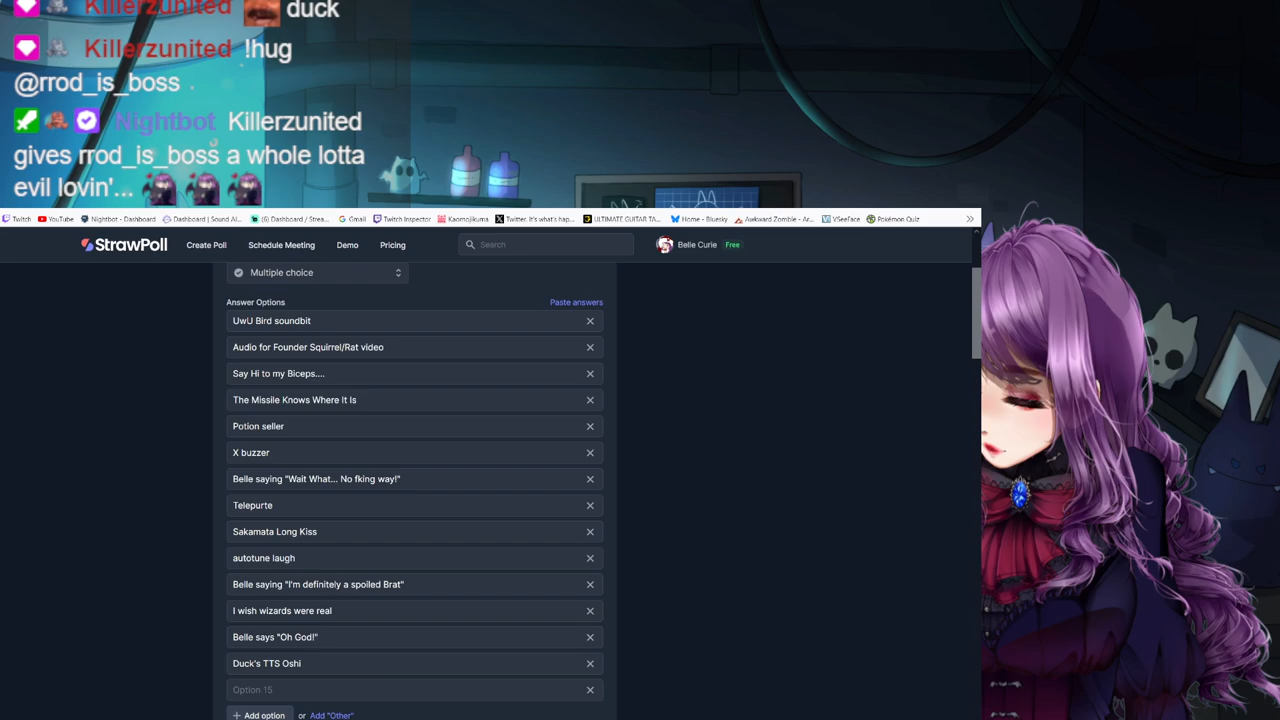 Killerzunited duck
Killerzunited !hug
@rrod_is_boss
Nightbot Killerzunited
gives rrod_is_boss a whole lotta
evil lovin'...
Twitch YouTube Nightbot - Dashboard Dashboard | Sound Al... (6) Dashboard / Strea... Gmail Twitch Inspector Kaomojikuma Twitter. It's what's hap... ULTIMATE GUITAR TA... Home - Bluesky Awkward Zombie - Ar... VSeeFace Pokémon Quiz
StrawPoll Create Poll Schedule Meeting Demo Pricing Search Belle Curie Free
Multiple choice
Answer Options Paste answers
UwU Bird soundbit
Audio for Founder Squirrel/Rat video
Say Hi to my Biceps....
The Missile Knows Where It Is
Potion seller
X buzzer
Belle saying "Wait What... No fking way!"
Telepurte
Sakamata Long Kiss
autotune laugh
Belle saying "I'm definitely a spoiled Brat"
I wish wizards were real
Belle says "Oh God!"
Duck's TTS Oshi
Option 15
Add option or Add "Other"